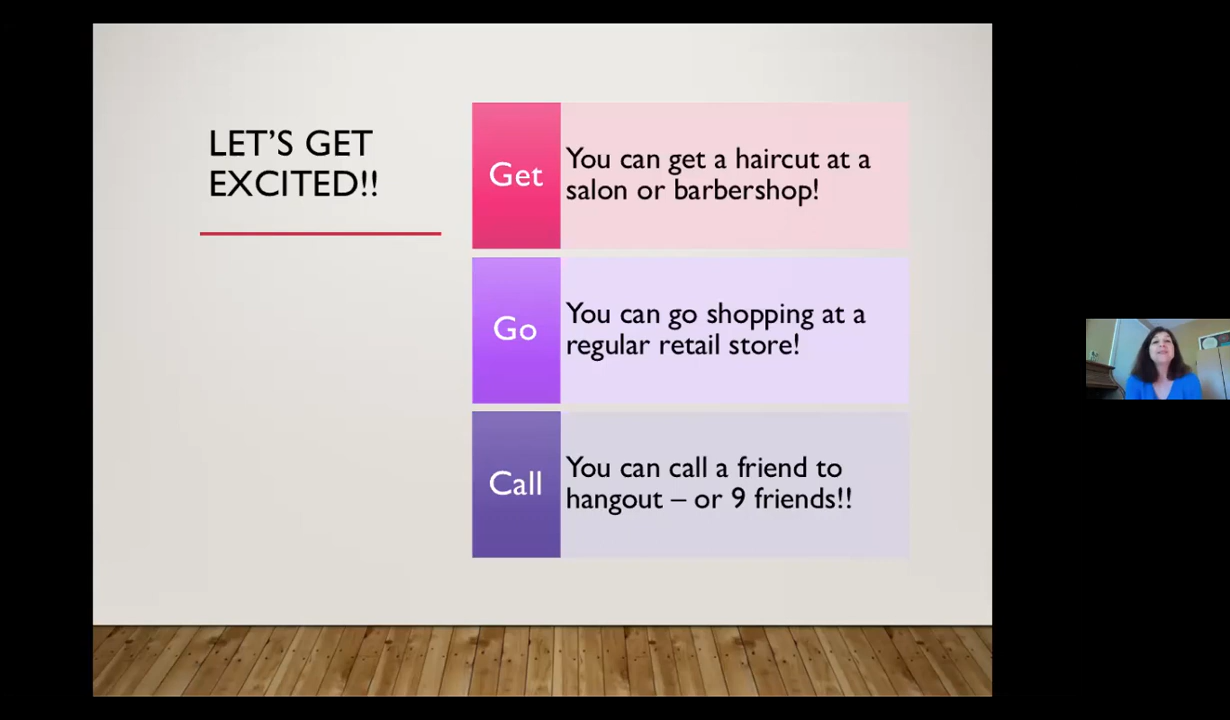 LET'S GET
EXCITED!!
Get
You can get a haircut at a
salon or barbershop!
Go
You can go shopping at a
regular retail store!
Call
You can call a friend to
hangout – or 9 friends!!